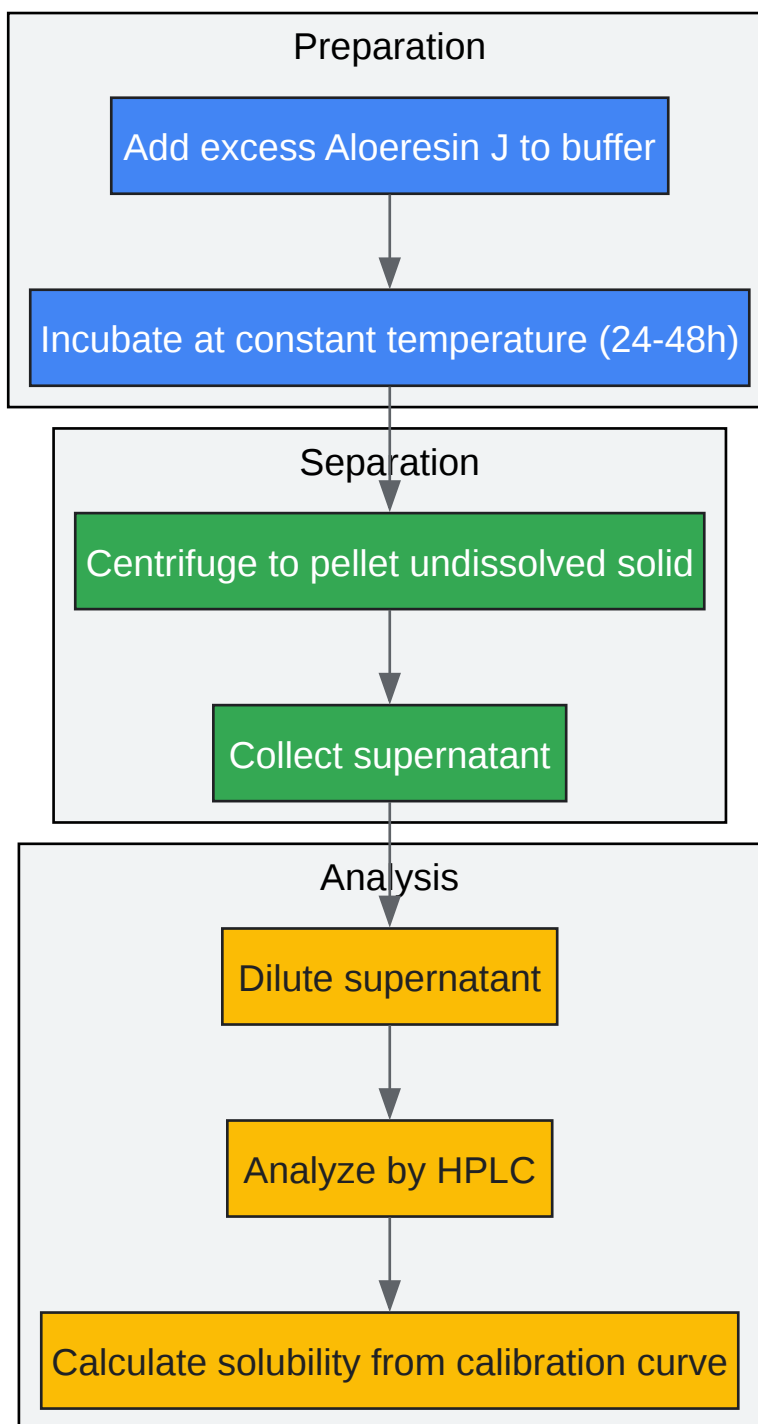 Preparation
Add excess Aloeresin J to buffer
Incubate at constant temperature (24-48h)
Separation
Centrifuge to pellet undissolved solid
Collect supernatant
Analysis
Dilute supernatant
Analyze by HPLC
Calculate solubility from calibration curve